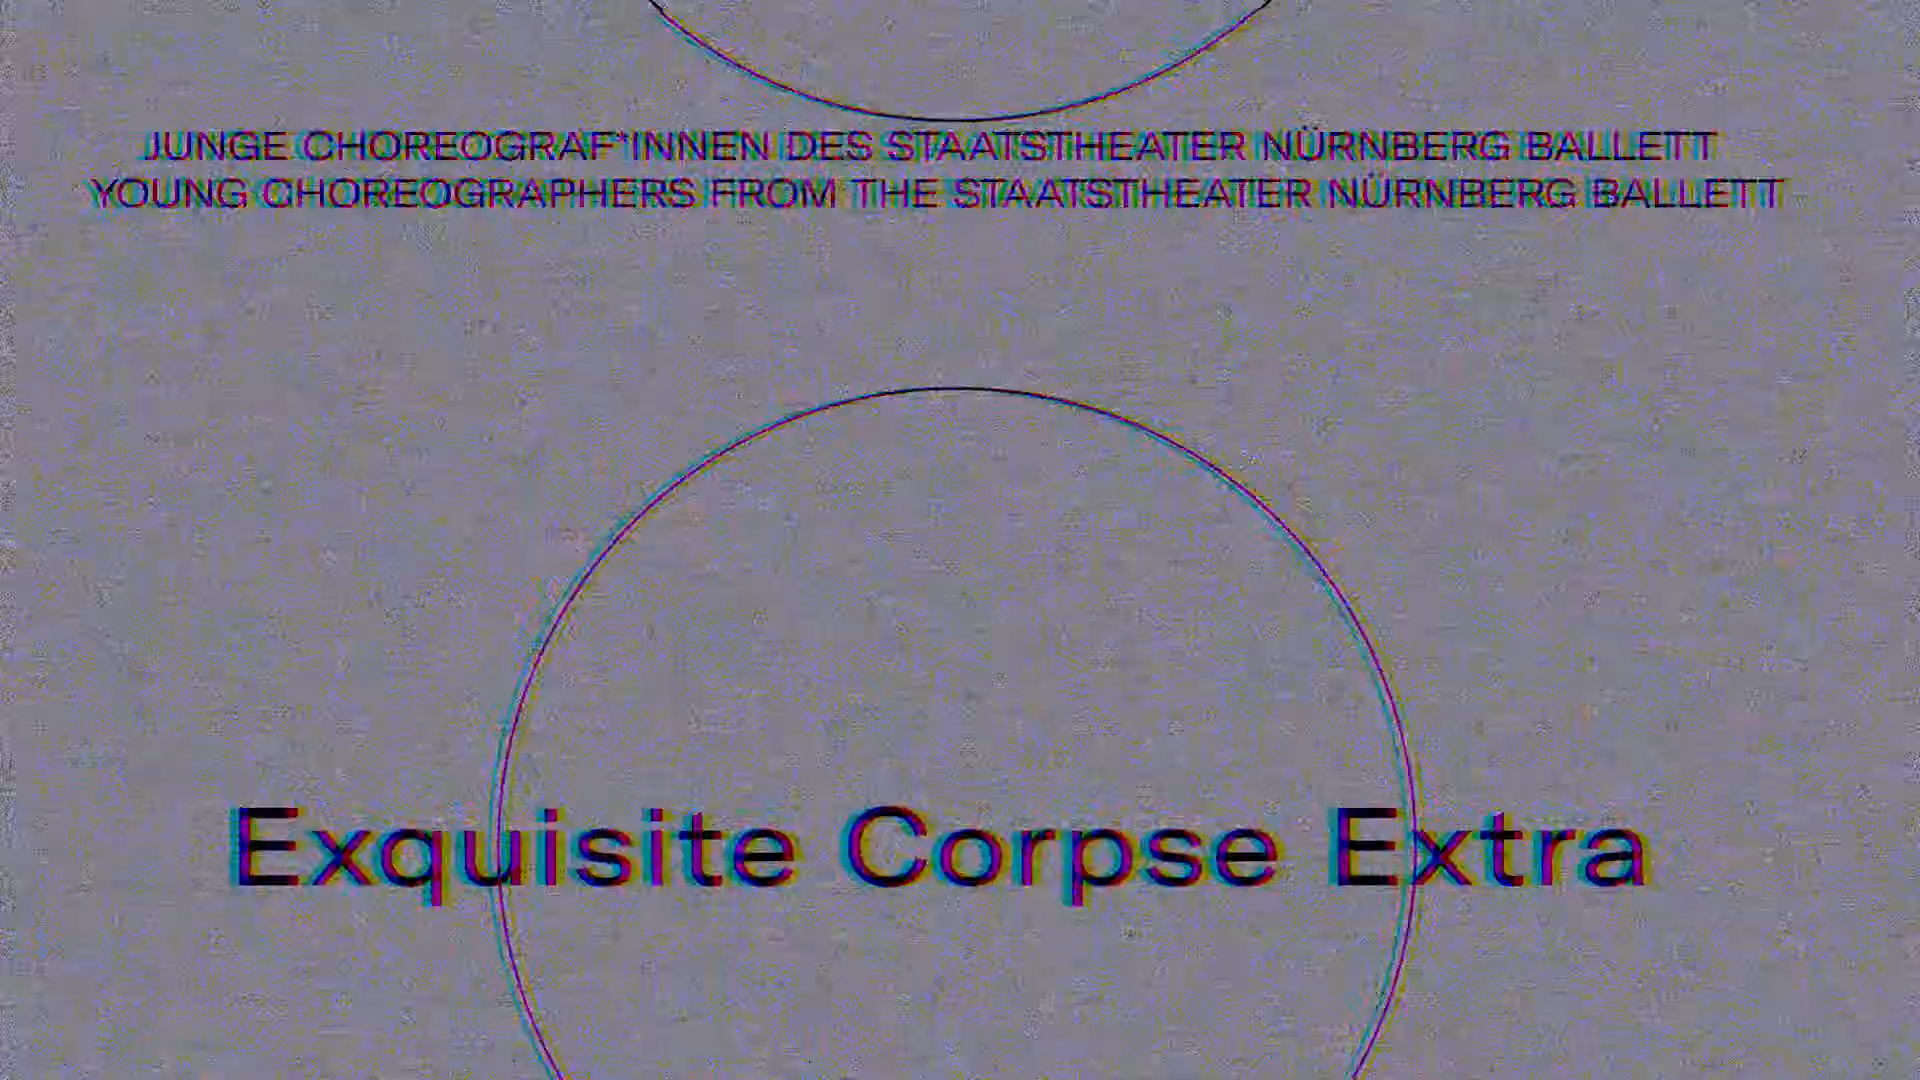 JUNGE CHOREOGRAF*INNEN DES STAATSTHEATER NÜRNBERG BALLETT
YOUNG CHOREOGRAPHERS FROM THE STAATSTHEATER NÜRNBERG BALLETT
Exquisite Corpse Extra